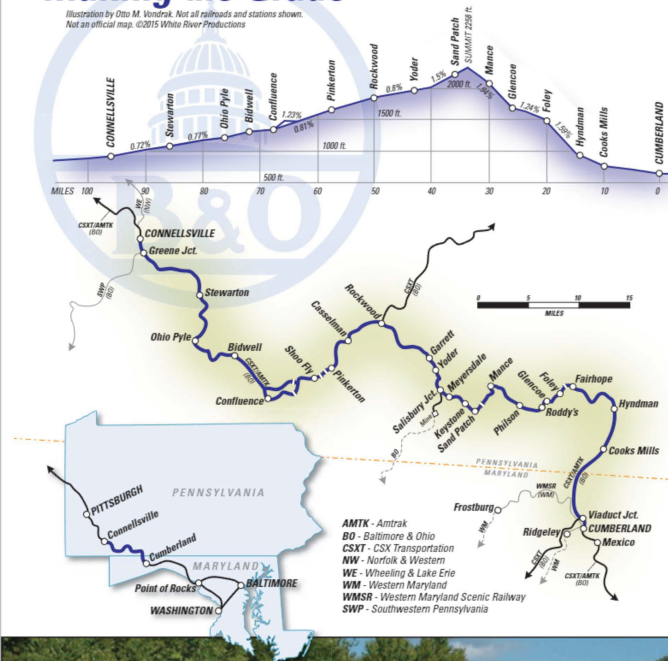 Making the Grade
Illustration by Otto M. Vondrak. Not all railroads and stations shown.
Not an official map. ©2015 White River Productions
CONNELLSVILLE
Stewarton
Ohio Pyle
Bidwell
Confluence
Pinkerton
Rockwood
Yoder
Sand Patch
SUMMIT 2258 ft.
Mance
Glencoe
Foley
Hyndman
Cooks Mills
CUMBERLAND
0.72%
0.77%
1.23%
0.81%
0.8%
1.5%
1.94%
1.24%
1.59%
2000 ft.
1500 ft.
1000 ft.
500 ft.
MILES 100 90 80 70 60 50 40 30 20 10 0
B&O
WE
(NW)
CSXT/AMTK
(BO)
CONNELLSVILLE
Greene Jct.
SWP
(BO)
Stewarton
Ohio Pyle
Bidwell
CSXT/AMTK
(BO)
Confluence
Shoo Fly
Pinkerton
Casselman
Rockwood
CSXT
(BO)
0 5 10 15
MILES
Garrett
Yoder
Meyersdale
Salisbury Jct.
Keystone
Sand Patch
Mance
Philson
Glencoe
Foley
Roddy's
Fairhope
Hyndman
Cooks Mills
BO
PENNSYLVANIA
MARYLAND
CSXT/AMTK
(BO)
WMSR
(WM)
Frostburg
WM
Viaduct Jct.
CUMBERLAND
Ridgeley
Mexico
CSXT
(BO)
WM
CSXT/AMTK
(BO)
PITTSBURGH
PENNSYLVANIA
Connellsville
Cumberland
MARYLAND
Point of Rocks
BALTIMORE
WASHINGTON
AMTK - Amtrak
BO - Baltimore & Ohio
CSXT - CSX Transportation
NW - Norfolk & Western
WE - Wheeling & Lake Erie
WM - Western Maryland
WMSR - Western Maryland Scenic Railway
SWP - Southwestern Pennsylvania